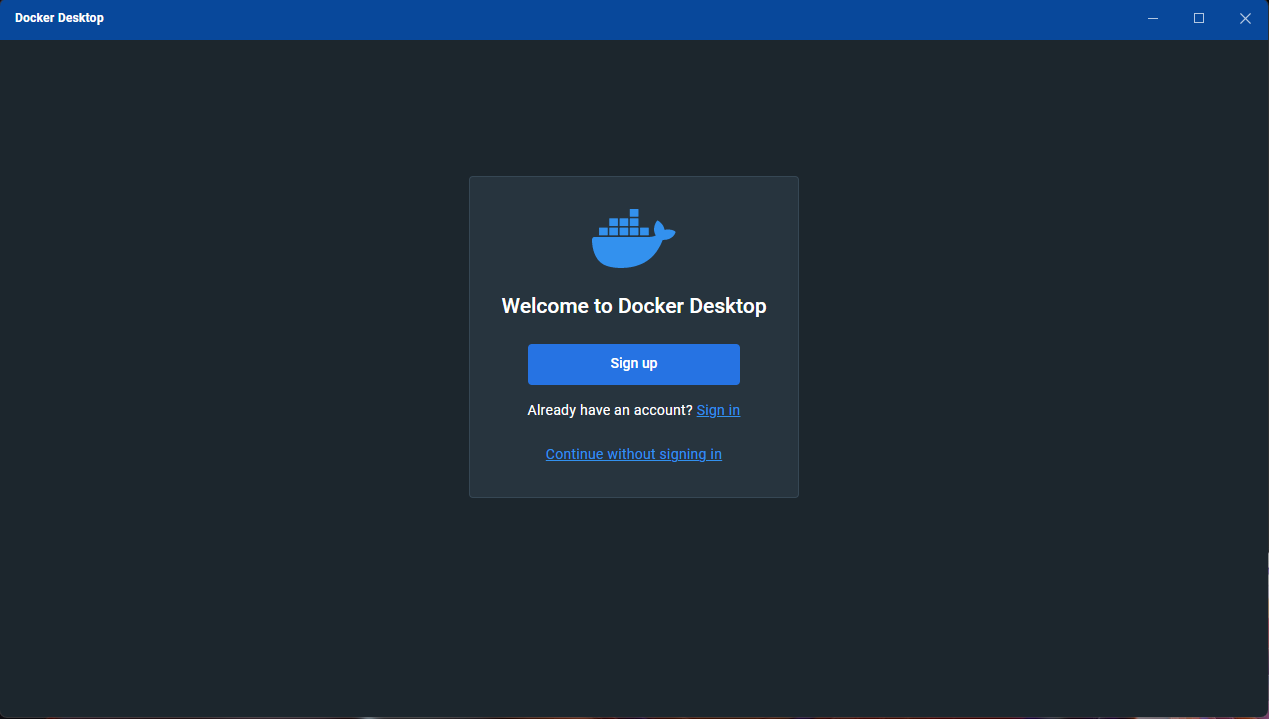 Docker Desktop
Welcome to Docker Desktop
Sign up
Already have an account? Sign in
Continue without signing in